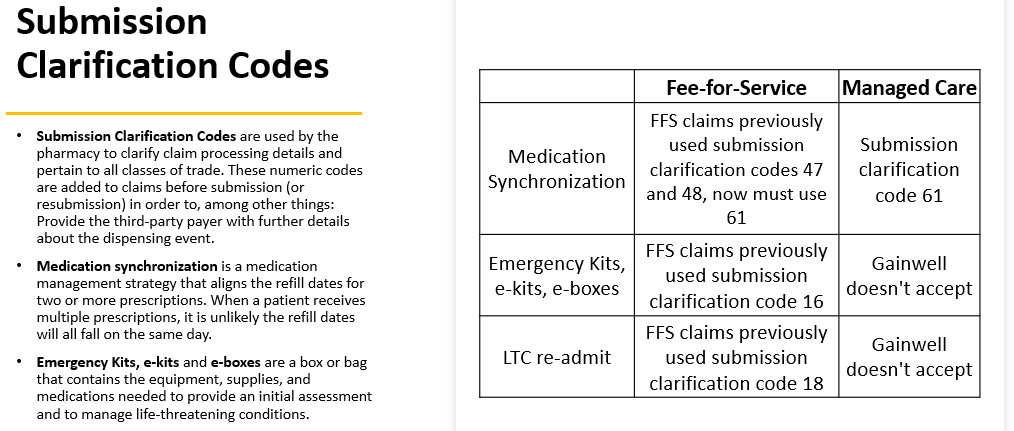 Submission
Clarification Codes
• Submission Clarification Codes are used by the
pharmacy to clarify claim processing details and
pertain to all classes of trade. These numeric codes
are added to claims before submission (or
resubmission) in order to, among other things:
Provide the third-party payer with further details
about the dispensing event.
• Medication synchronization is a medication
management strategy that aligns the refill dates for
two or more prescriptions. When a patient receives
multiple prescriptions, it is unlikely the refill dates
will all fall on the same day.
• Emergency Kits, e-kits and e-boxes are a box or bag
that contains the equipment, supplies, and
medications needed to provide an initial assessment
and to manage life-threatening conditions.
Fee-for-Service
Managed Care
Medication
Synchronization
FFS claims previously
used submission
clarification codes 47
and 48, now must use
61
Submission
clarification
code 61
Emergency Kits,
e-kits, e-boxes
FFS claims previously
used submission
clarification code 16
Gainwell
doesn't accept
LTC re-admit
FFS claims previously
used submission
clarification code 18
Gainwell
doesn't accept